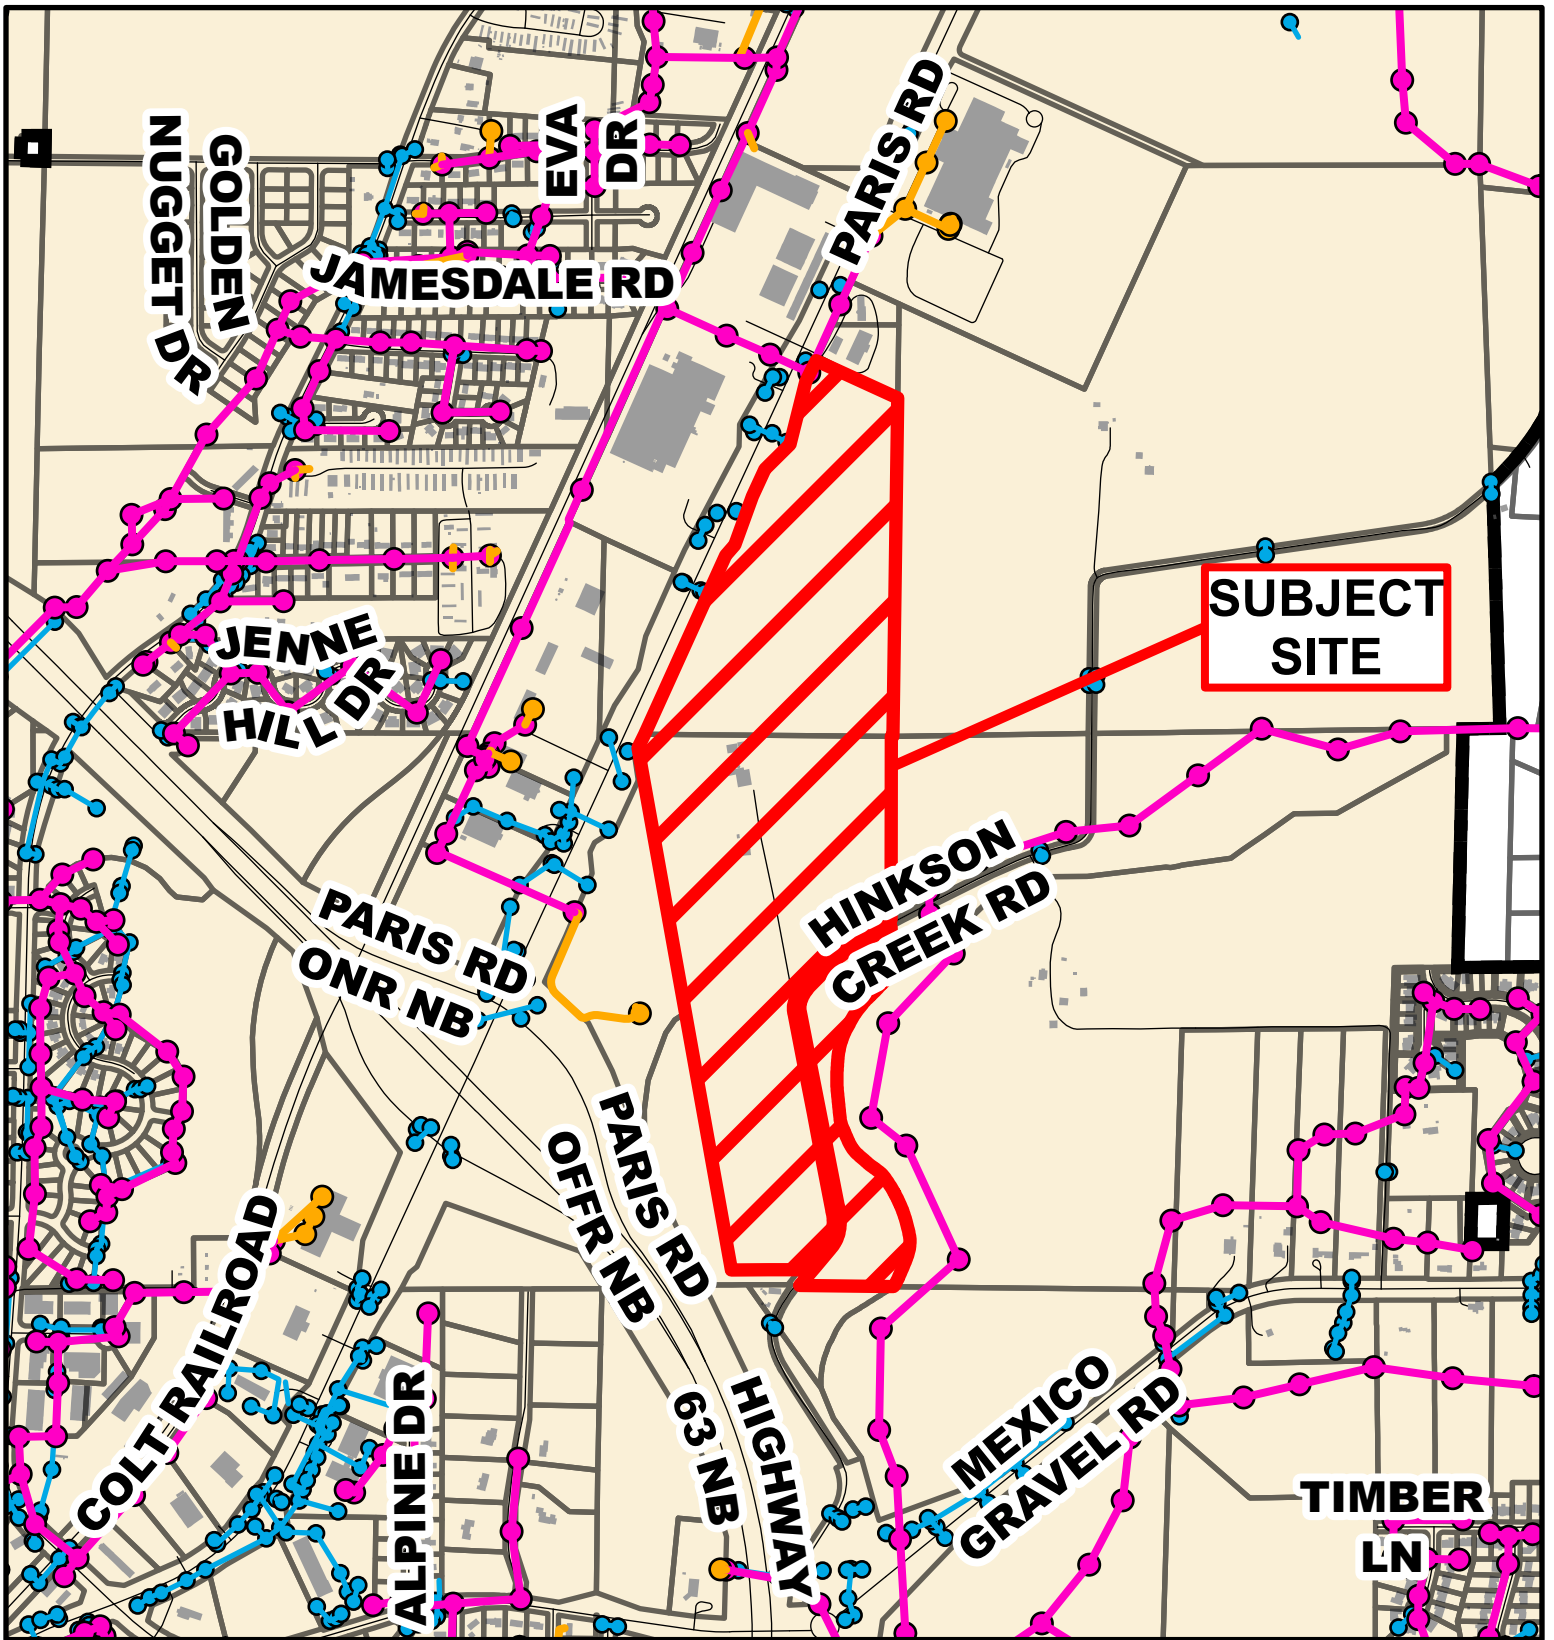 PARIS RD
EVA
DR
GOLDEN
NUGGET DR
JAMESDALE RD
SUBJECT
SITE
JENNE
HILL DR
HINKSON
CREEK RD
PARIS RD
ONR NB
PARIS RD
OFFR NB
COLT RAILROAD
ALPINE DR
HIGHWAY
63 NB
MEXICO
GRAVEL RD
TIMBER
LN